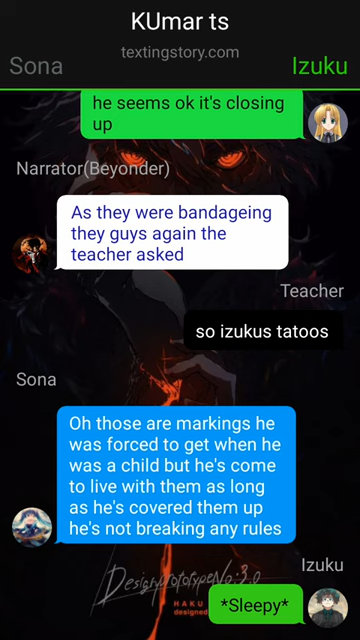 KUmar ts
textingstory.com
Sona
Izuku
he seems ok it's closing
up
Narrator(Beyonder)
As they were bandageing
they guys again the
teacher asked
Teacher
so izukus tatoos
Sona
Oh those are markings he
was forced to get when he
was a child but he's come
to live with them as long
as he's covered them up
he's not breaking any rules
Izuku
DesignprototypeNo:3.0
HAKU
designed
*Sleepy*